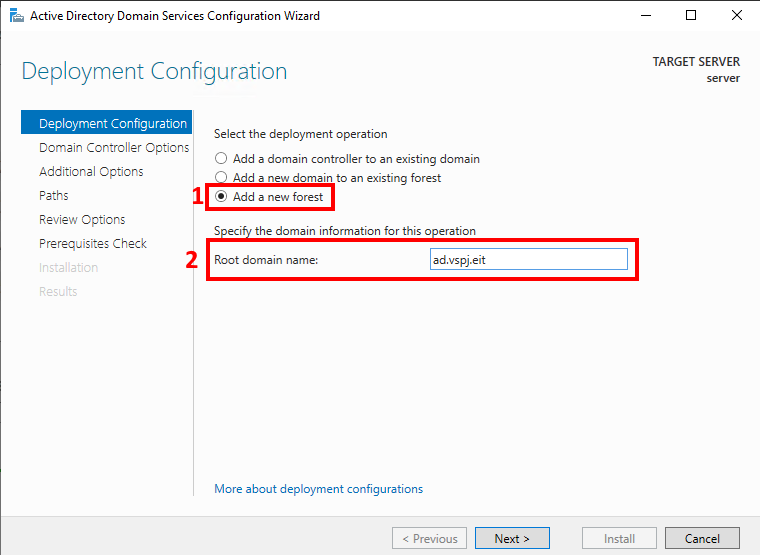 Active Directory Domain Services Configuration Wizard
Deployment Configuration
TARGET SERVER
server
Deployment Configuration
Domain Controller Options
Additional Options
Paths
Review Options
Prerequisites Check
Installation
Results
Select the deployment operation
Add a domain controller to an existing domain
Add a new domain to an existing forest
1 Add a new forest
Specify the domain information for this operation
2 Root domain name: ad.vspj.eit
More about deployment configurations
< Previous Next > Install Cancel